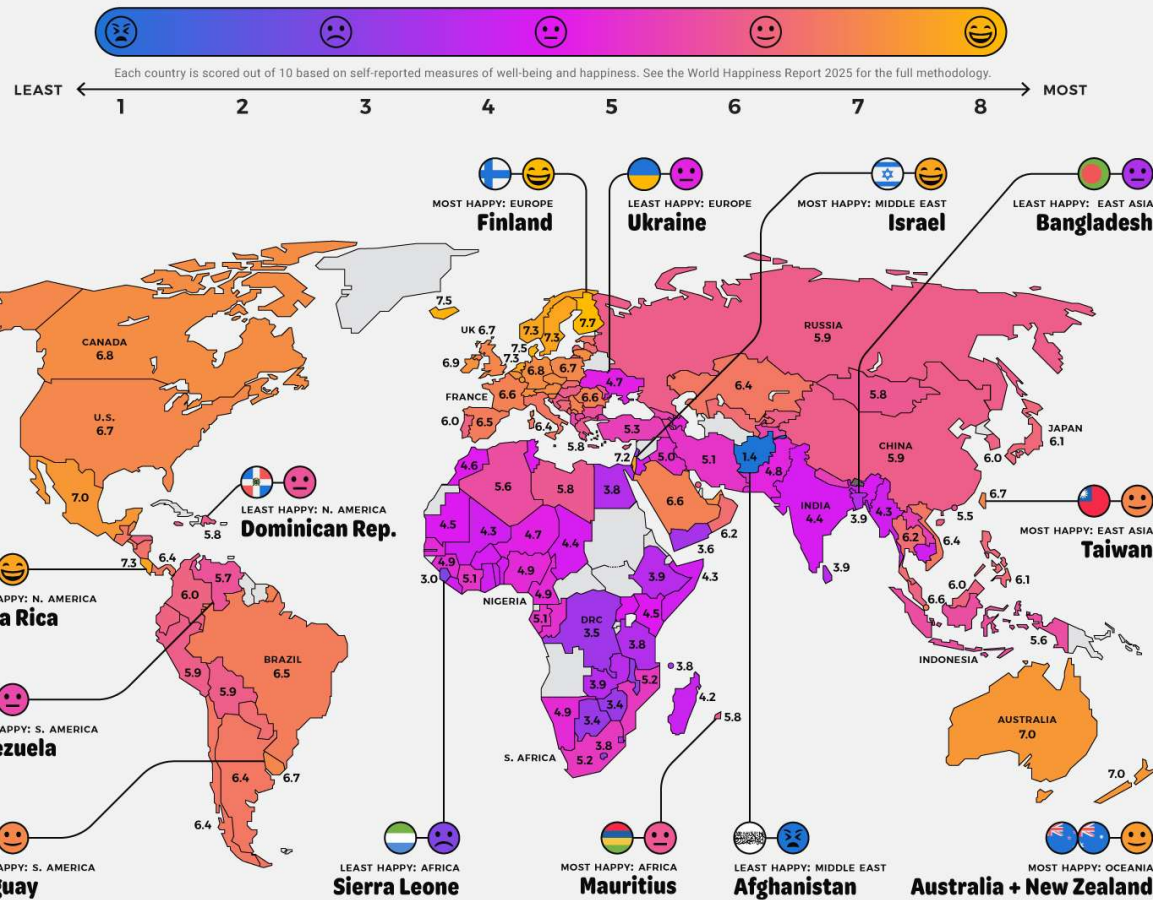 Each country is scored out of 10 based on self-reported measures of well-being and happiness. See the World Happiness Report 2025 for the full methodology.
LEAST
MOST
1 2 3 4 5 6 7 8
MOST HAPPY: EUROPE
Finland
LEAST HAPPY: EUROPE
Ukraine
MOST HAPPY: MIDDLE EAST
Israel
LEAST HAPPY: EAST ASIA
Bangladesh
CANADA
6.8
U.S.
6.7
7.0
7.5
UK 6.7
6.9
7.3
7.3
7.7
7.5
7.3
6.8
6.7
4.7
FRANCE
6.6
6.6
6.0
6.5
6.4
5.8
5.3
RUSSIA
5.9
6.4
5.8
CHINA
5.9
JAPAN
6.1
6.0
7.2
5.0
5.1
1.4
4.8
6.6
6.2
3.6
INDIA
4.4
3.9
4.3
3.9
6.2
6.4
5.5
6.7
MOST HAPPY: EAST ASIA
Taiwan
6.0
6.1
6.6
5.6
INDONESIA
LEAST HAPPY: N. AMERICA
Dominican Rep.
5.8
7.3
6.4
APPY: N. AMERICA
a Rica
4.6
5.6
5.8
3.8
4.5
4.3
4.7
4.4
4.9
3.0
5.1
4.9
4.9
NIGERIA
3.9
4.3
5.1
DRC
3.5
4.5
3.8
3.8
3.9
5.2
4.9
3.4
3.4
4.2
5.8
3.8
S. AFRICA
5.2
6.0
5.7
BRAZIL
6.5
5.9
5.9
6.4
6.7
6.4
APPY: S. AMERICA
ezuela
APPY: S. AMERICA
guay
AUSTRALIA
7.0
7.0
LEAST HAPPY: AFRICA
Sierra Leone
MOST HAPPY: AFRICA
Mauritius
LEAST HAPPY: MIDDLE EAST
Afghanistan
MOST HAPPY: OCEANIA
Australia + New Zealand